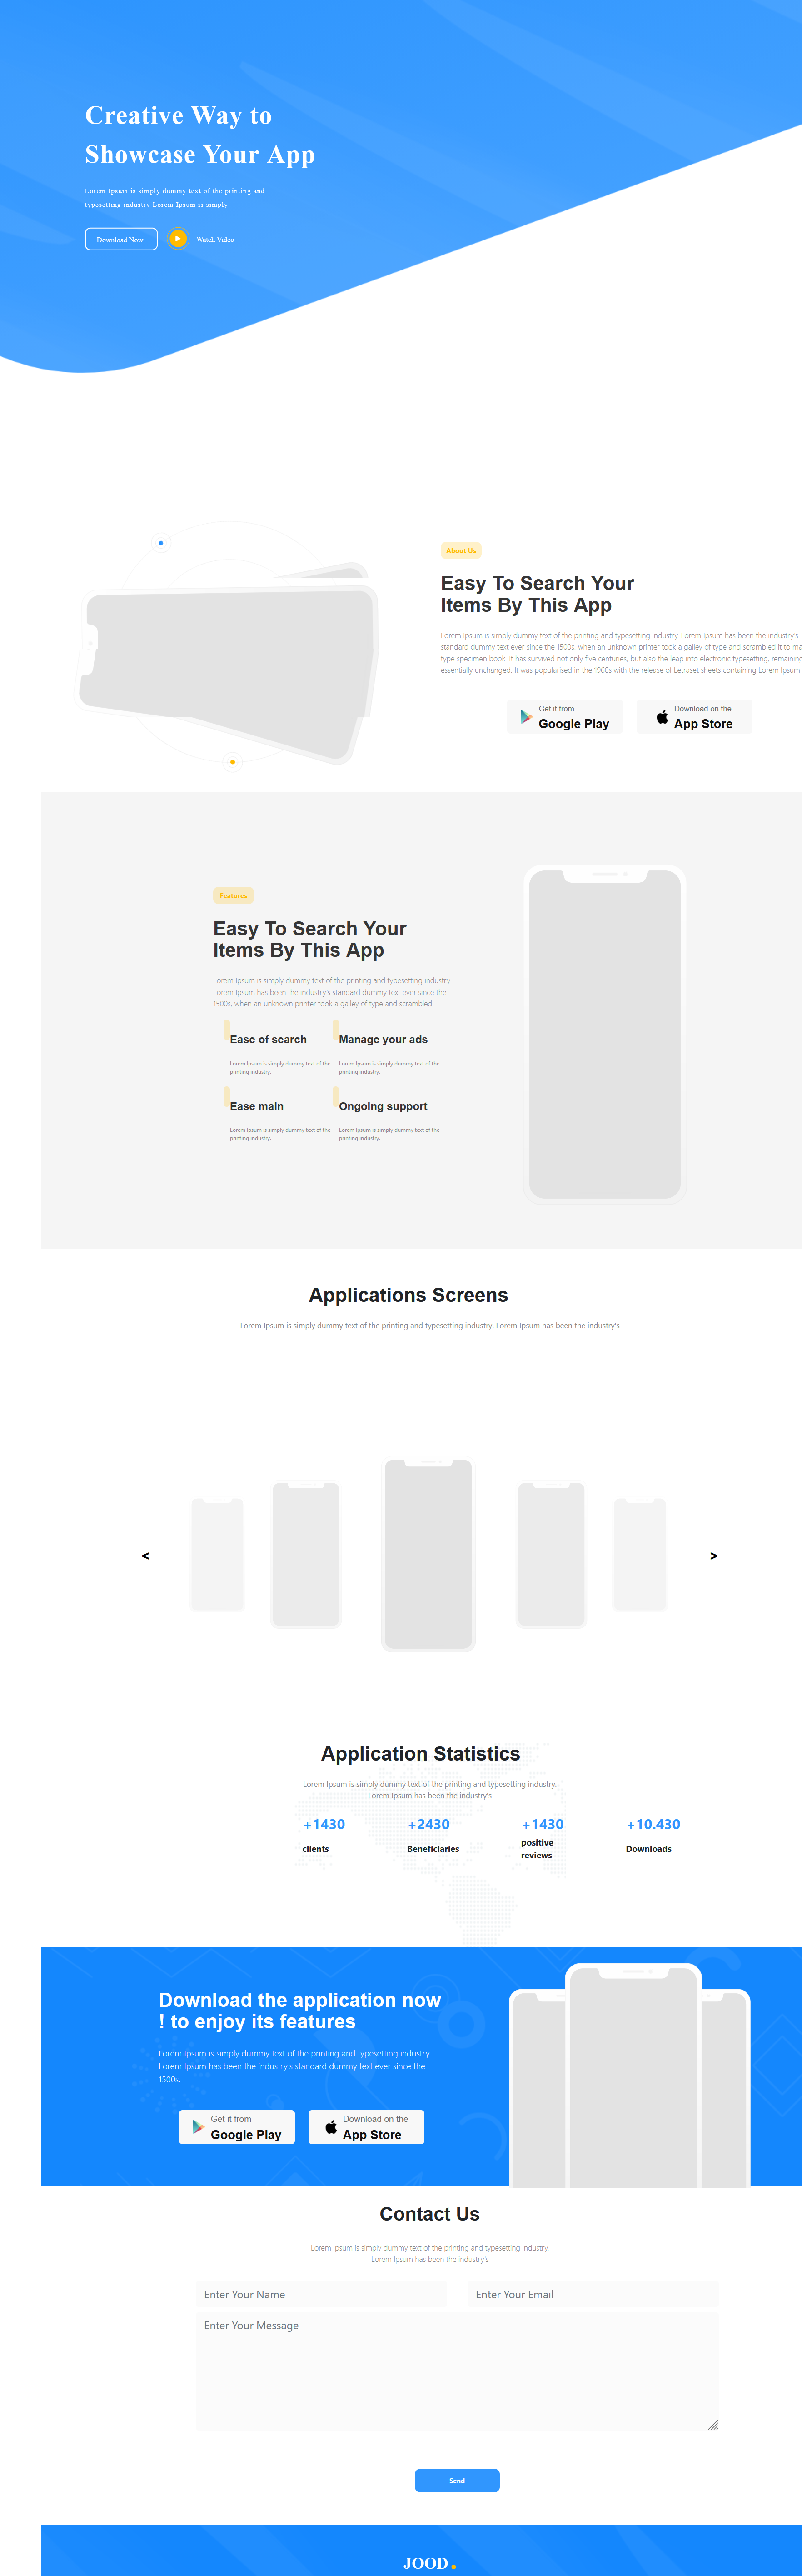 Creative Way to
Showcase Your App
Lorem Ipsum is simply dummy text of the printing and
typesetting industry Lorem Ipsum is simply
Download Now
Watch Video
About Us
Easy To Search Your
Items By This App
Lorem Ipsum is simply dummy text of the printing and typesetting industry. Lorem Ipsum has been the industry's
standard dummy text ever since the 1500s, when an unknown printer took a galley of type and scrambled it to ma
type specimen book. It has survived not only five centuries, but also the leap into electronic typesetting, remaining
essentially unchanged. It was popularised in the 1960s with the release of Letraset sheets containing Lorem Ipsum
Get it from
Google Play
Download on the
App Store
Features
Easy To Search Your
Items By This App
Lorem Ipsum is simply dummy text of the printing and typesetting industry.
Lorem Ipsum has been the industry's standard dummy text ever since the
1500s, when an unknown printer took a galley of type and scrambled
Ease of search
Lorem Ipsum is simply dummy text of the
printing industry.
Manage your ads
Lorem Ipsum is simply dummy text of the
printing industry.
Ease main
Lorem Ipsum is simply dummy text of the
printing industry.
Ongoing support
Lorem Ipsum is simply dummy text of the
printing industry.
Applications Screens
Lorem Ipsum is simply dummy text of the printing and typesetting industry. Lorem Ipsum has been the industry's
<
>
Application Statistics
Lorem Ipsum is simply dummy text of the printing and typesetting industry.
Lorem Ipsum has been the industry's
+1430
clients
+2430
Beneficiaries
+1430
positive
reviews
+10.430
Downloads
Download the application now
! to enjoy its features
Lorem Ipsum is simply dummy text of the printing and typesetting industry.
Lorem Ipsum has been the industry's standard dummy text ever since the
1500s.
Get it from
Google Play
Download on the
App Store
Contact Us
Lorem Ipsum is simply dummy text of the printing and typesetting industry.
Lorem Ipsum has been the industry's
Enter Your Name
Enter Your Email
Enter Your Message
Send
JOOD.